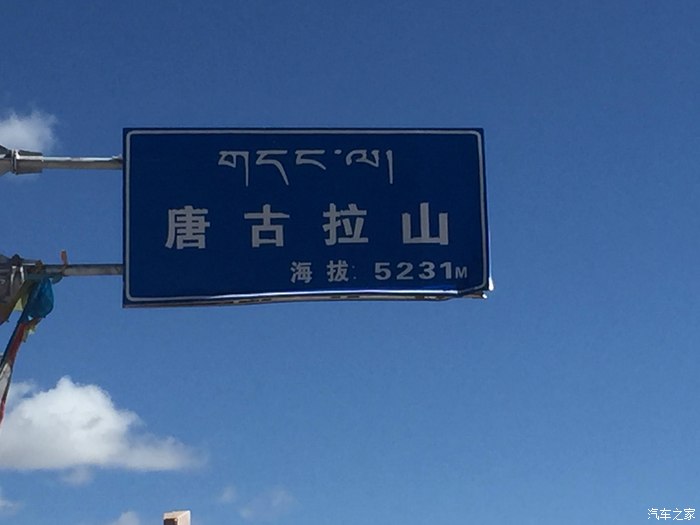 གདང་ལ།
唐古拉山
海拔: 5231M
汽车之家